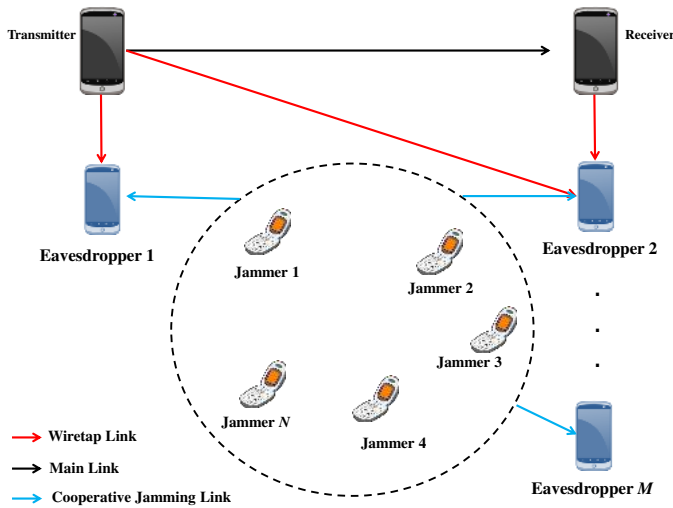 Transmitter
Receiver
Eavesdropper 1
Eavesdropper 2
Jammer 1
Jammer 2
Jammer 3
Jammer N
Jammer 4
Wiretap Link
Main Link
Cooperative Jamming Link
Eavesdropper M